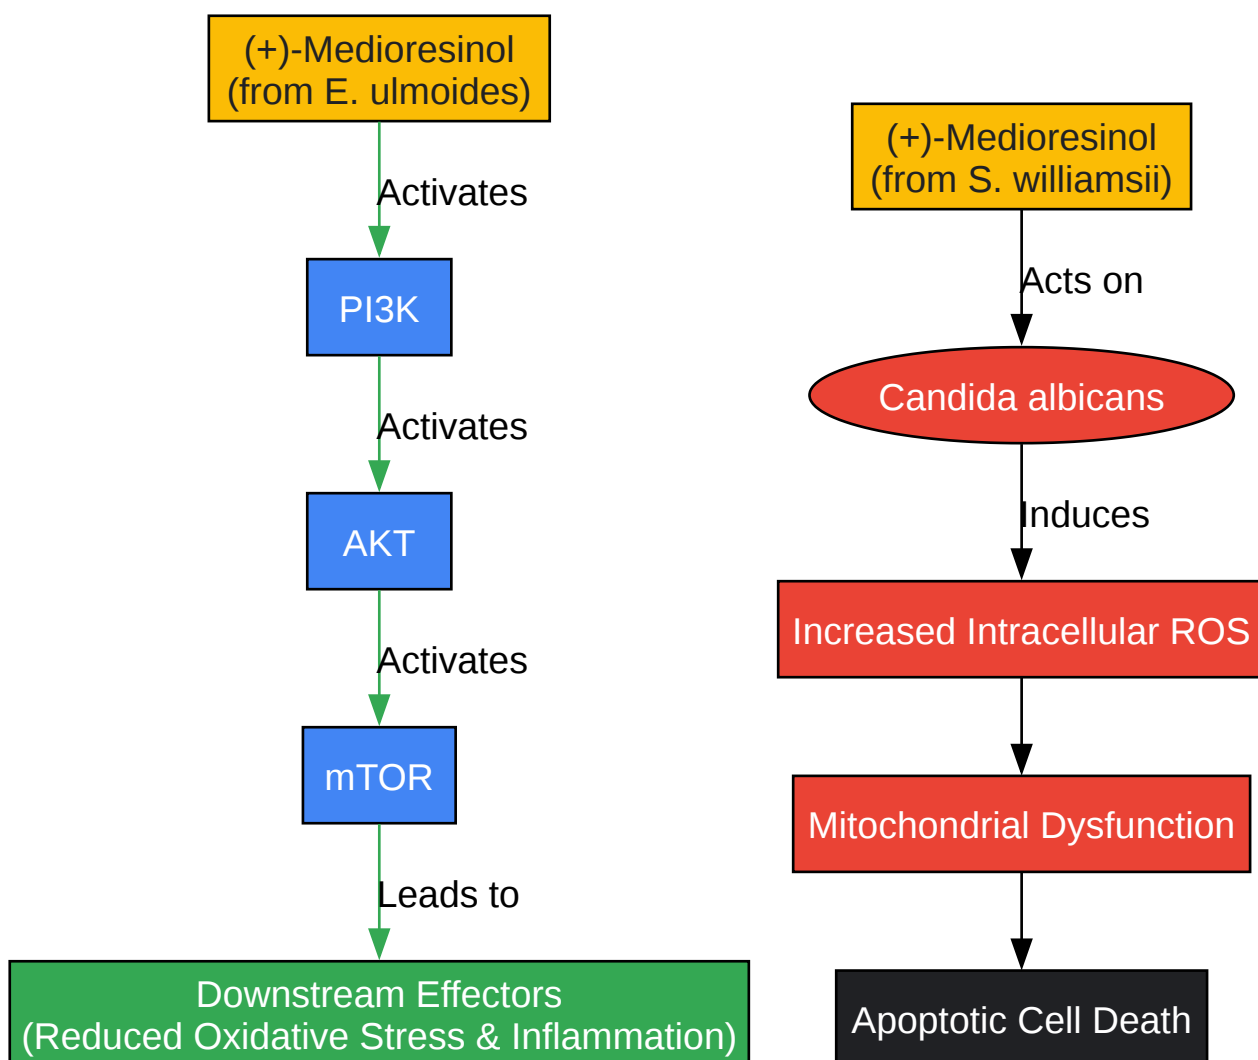 (+)-Medioresinol
(from E. ulmoides)
Activates
PI3K
Activates
AKT
Activates
mTOR
Leads to
Downstream Effectors
(Reduced Oxidative Stress & Inflammation)
(+)-Medioresinol
(from S. williamsii)
Acts on
Candida albicans
Induces
Increased Intracellular ROS
Mitochondrial Dysfunction
Apoptotic Cell Death